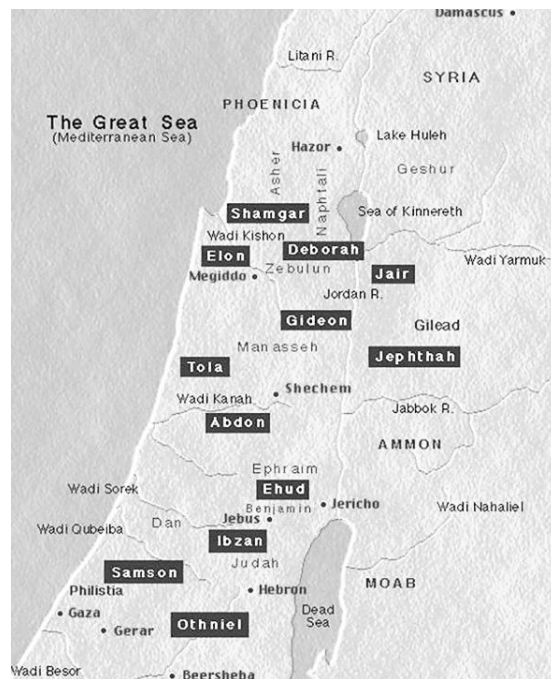 Damascus
Litani R.
SYRIA
PHOENICIA
The Great Sea
(Mediterranean Sea)
Lake Huleh
Hazor
Asher
Naphtali
Geshur
Shamgar
Sea of Kinnereth
Wadi Kishon
Deborah
Elon
Zebulun
Wadi Yarmuk
Jair
Megiddo
Jordan R.
Gideon
Gilead
Manasseh
Jephthah
Tola
Shechem
Wadi Kanah
Jabbok R.
Abdon
AMMON
Ephraim
Wadi Sorek
Ehud
Jericho
Wadi Nahaliel
Benjamin
Jebus
Dan
Wadi Qubeiba
Ibzan
Judah
Samson
MOAB
Philistia
Hebron
Gaza
Dead
Sea
Othniel
Gerar
Wadi Besor
Beersheba